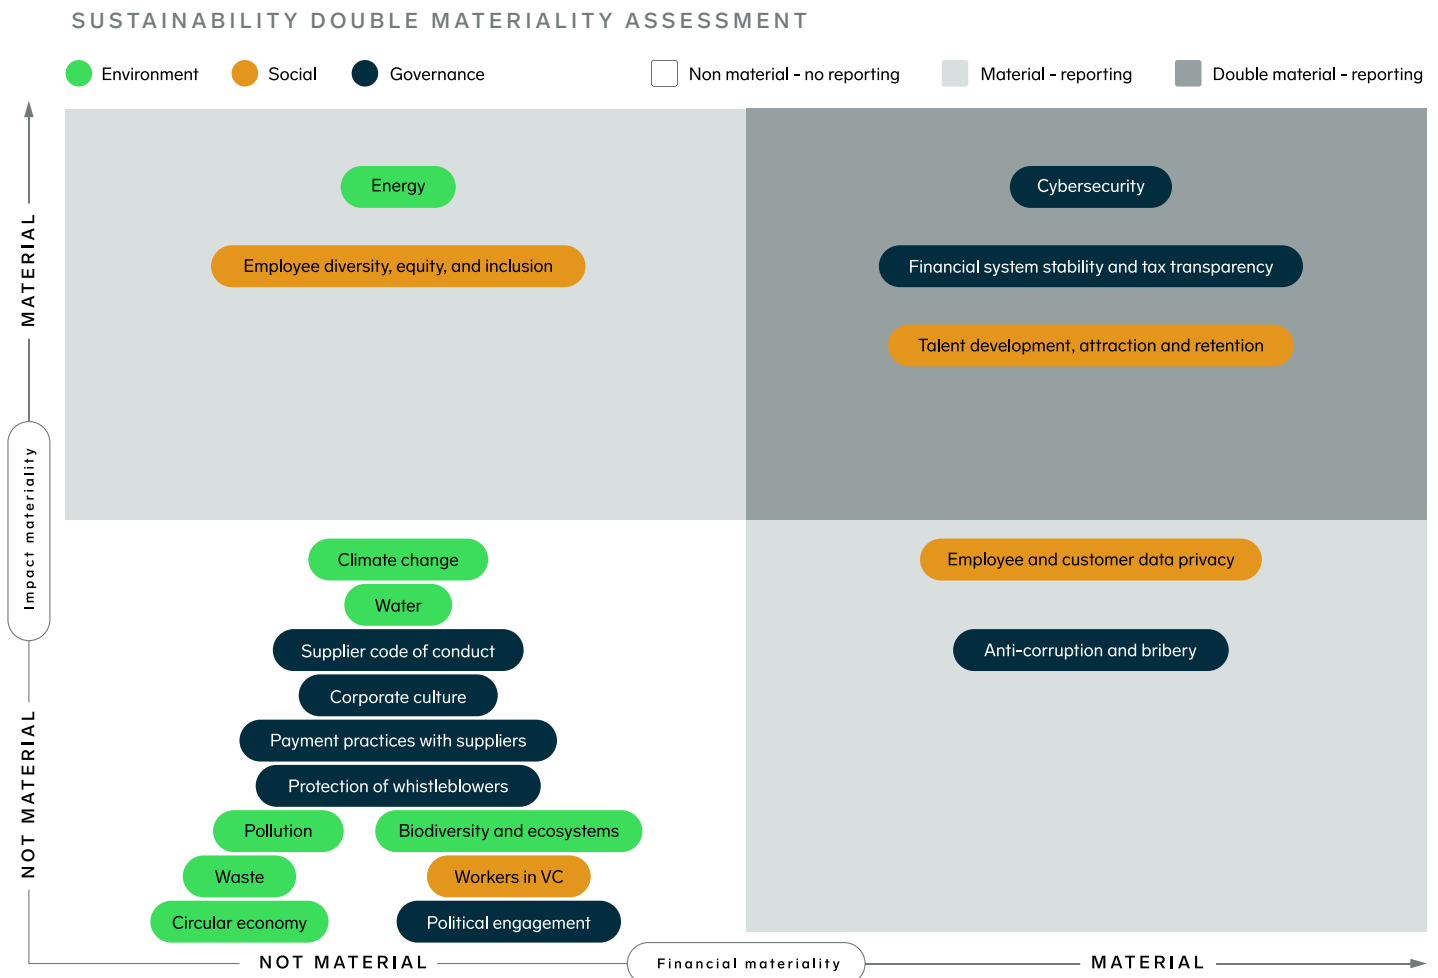 SUSTAINABILITY DOUBLE MATERIALITY ASSESSMENT
Environment
Social
Governance
Non material - no reporting
Material - reporting
Double material - reporting
MATERIAL
Impact materiality
NOT MATERIAL
Energy
Employee diversity, equity, and inclusion
Cybersecurity
Financial system stability and tax transparency
Talent development, attraction and retention
Climate change
Water
Supplier code of conduct
Corporate culture
Payment practices with suppliers
Protection of whistleblowers
Pollution
Biodiversity and ecosystems
Waste
Workers in VC
Circular economy
Political engagement
Employee and customer data privacy
Anti-corruption and bribery
NOT MATERIAL
Financial materiality
MATERIAL